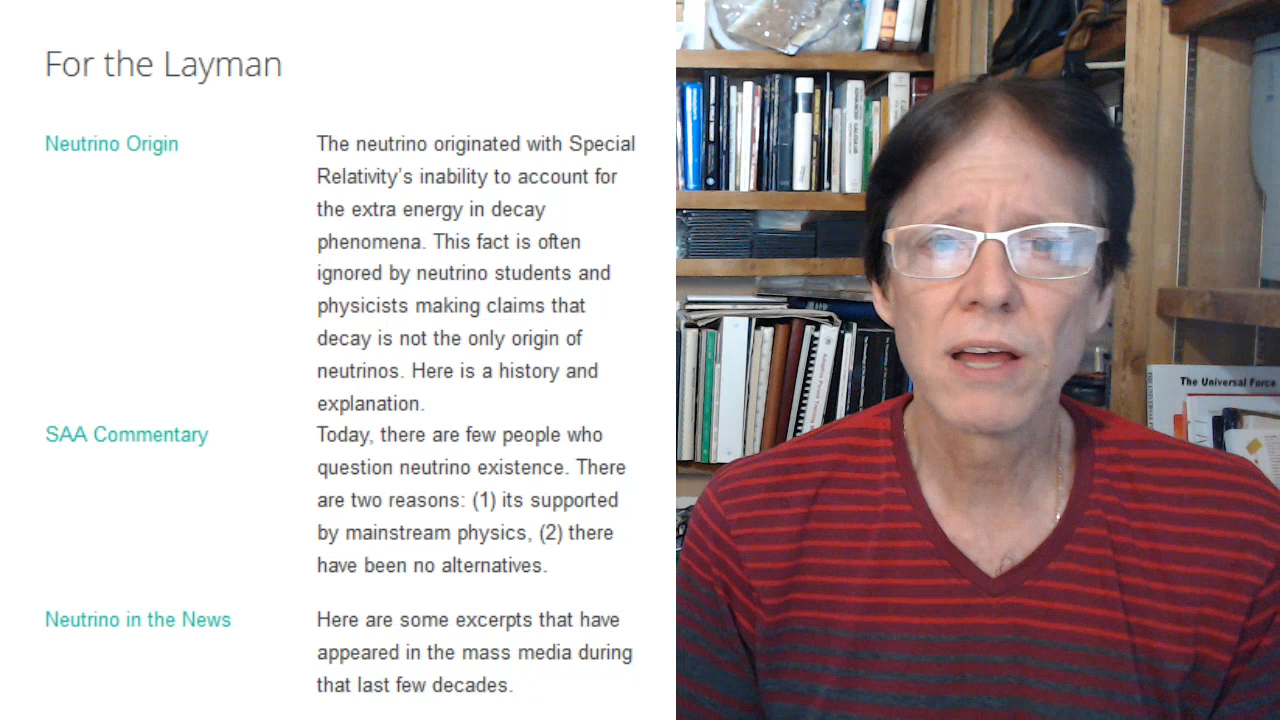 For the Layman
Neutrino Origin
The neutrino originated with Special
Relativity's inability to account for
the extra energy in decay
phenomena. This fact is often
ignored by neutrino students and
physicists making claims that
decay is not the only origin of
neutrinos. Here is a history and
explanation.
SAA Commentary
Today, there are few people who
question neutrino existence. There
are two reasons: (1) its supported
by mainstream physics, (2) there
have been no alternatives.
Neutrino in the News
Here are some excerpts that have
appeared in the mass media during
that last few decades.
The Universal Force